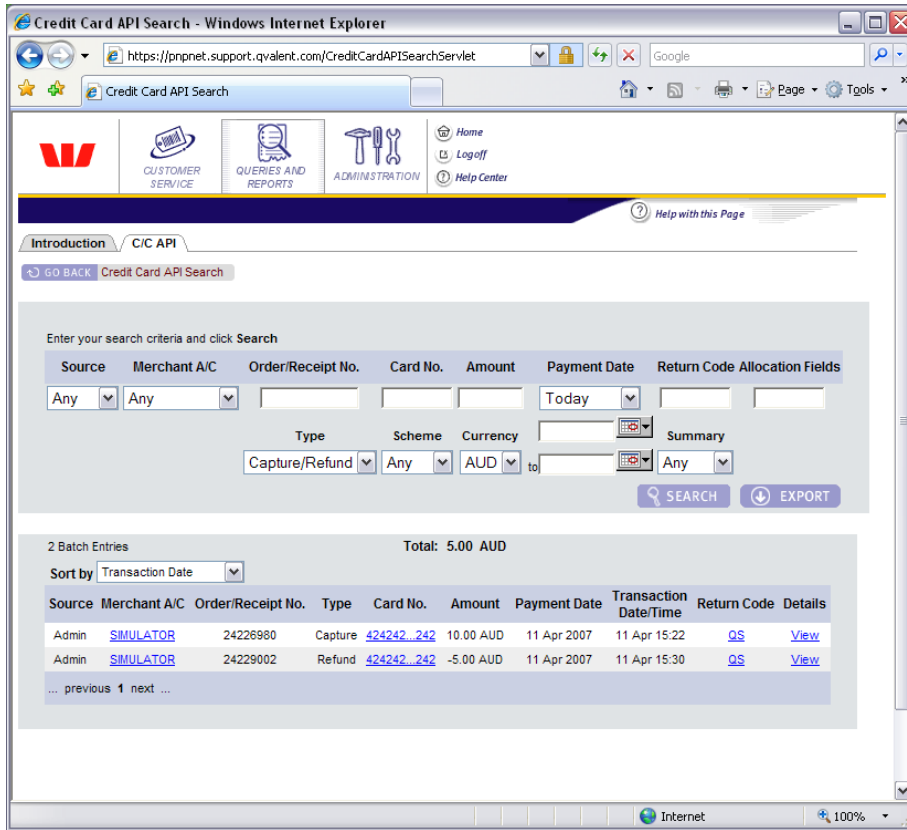 Credit Card API Search - Windows Internet Explorer
https://pnpnet.support.qvalent.com/CreditCardAPISearchServlet
Google
Credit Card API Search
Page Tools
CUSTOMER SERVICE
QUERIES AND REPORTS
ADMINISTRATION
Home
Logoff
Help Center
Help with this Page
Introduction C/C API
GO BACK Credit Card API Search
Enter your search criteria and click Search
Source Merchant A/C Order/Receipt No. Card No. Amount Payment Date Return Code Allocation Fields
Any Any Today
Type Scheme Currency Summary
Capture/Refund Any AUD to Any
SEARCH EXPORT
2 Batch Entries Total: 5.00 AUD
Sort by Transaction Date
Source Merchant A/C Order/Receipt No. Type Card No. Amount Payment Date Transaction Date/Time Return Code Details
Admin SIMULATOR 24226980 Capture 424242...242 10.00 AUD 11 Apr 2007 11 Apr 15:22 QS View
Admin SIMULATOR 24229002 Refund 424242...242 -5.00 AUD 11 Apr 2007 11 Apr 15:30 QS View
... previous 1 next ...
Internet 100%